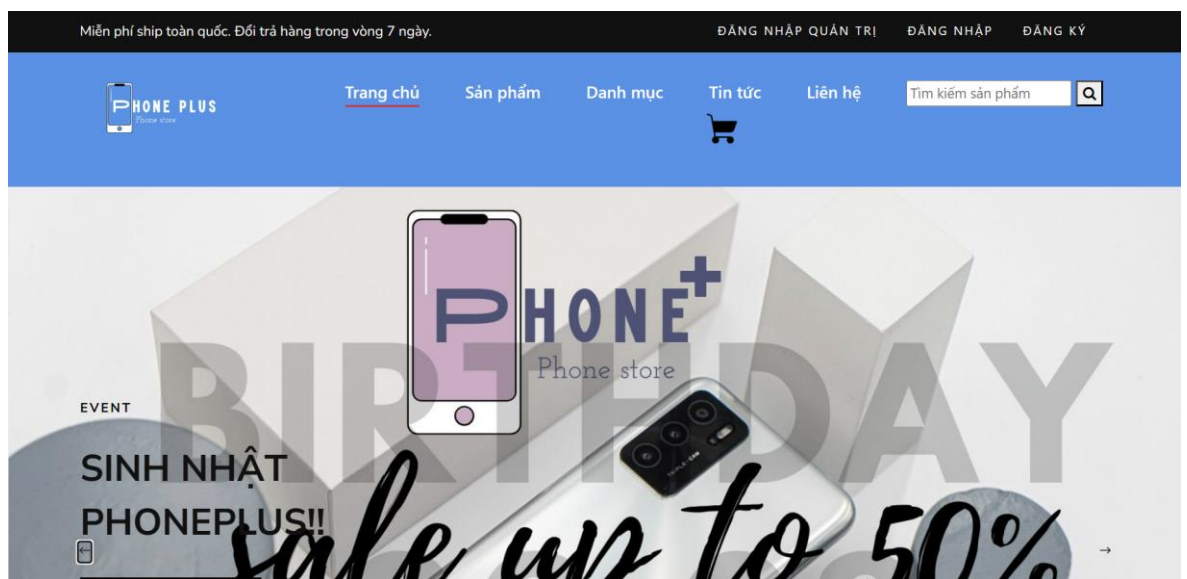 Miễn phí ship toàn quốc. Đổi trả hàng trong vòng 7 ngày.
ĐĂNG NHẬP QUẢN TRỊ ĐĂNG NHẬP ĐĂNG KÝ
PHONE PLUS
Phone store
Trang chủ Sản phẩm Danh mục Tin tức Liên hệ
Tìm kiếm sản phẩm
PHONE+
Phone store
BIRTHDAY
EVENT
SINH NHẬT
PHONEPLUS!!
sale up to 50%